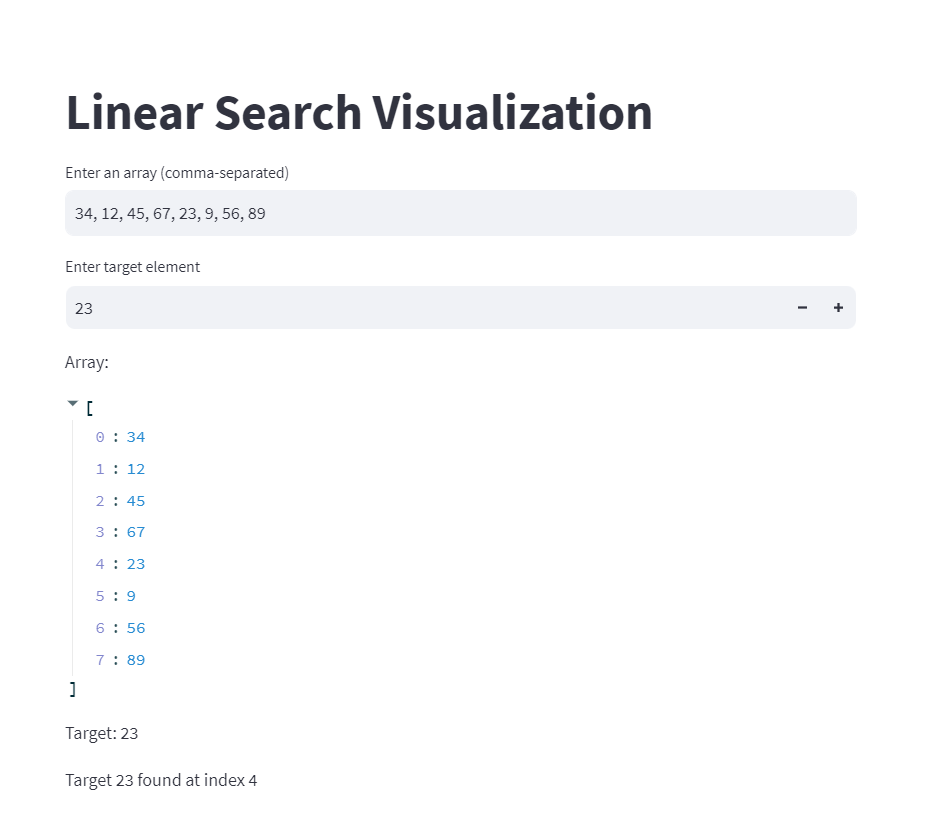 Linear Search Visualization
Enter an array (comma-separated)
34, 12, 45, 67, 23, 9, 56, 89
Enter target element
23 − +
Array:
[
0 : 34
1 : 12
2 : 45
3 : 67
4 : 23
5 : 9
6 : 56
7 : 89
]
Target: 23
Target 23 found at index 4